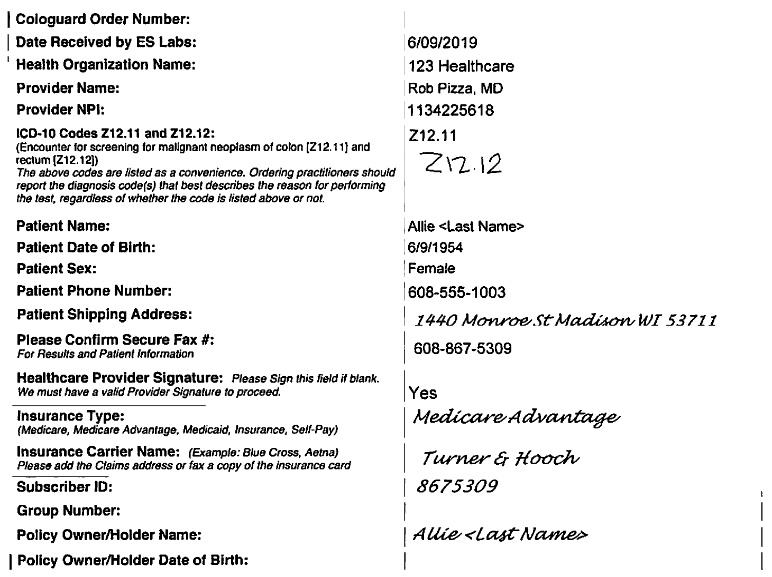 Cologuard Order Number:
Date Received by ES Labs: 6/09/2019
Health Organization Name: 123 Healthcare
Provider Name: Rob Pizza, MD
Provider NPI: 1134225618
ICD-10 Codes Z12.11 and Z12.12: Z12.11
(Encounter for screening for malignant neoplasm of colon [Z12.11] and
rectum [Z12.12]) Z12.12
The above codes are listed as a convenience. Ordering practitioners should
report the diagnosis code(s) that best describes the reason for performing
the test, regardless of whether the code is listed above or not.
Patient Name: Allie <Last Name>
Patient Date of Birth: 6/9/1954
Patient Sex: Female
Patient Phone Number: 608-555-1003
Patient Shipping Address: 1440 Monroe St Madison WI 53711
Please Confirm Secure Fax #: 608-867-5309
For Results and Patient Information
Healthcare Provider Signature: Please Sign this field if blank.
We must have a valid Provider Signature to proceed. Yes
Insurance Type: Medicare Advantage
(Medicare, Medicare Advantage, Medicaid, Insurance, Self-Pay)
Insurance Carrier Name: (Example: Blue Cross, Aetna) Turner & Hooch
Please add the Claims address or fax a copy of the insurance card
Subscriber ID: 8675309
Group Number:
Policy Owner/Holder Name: Allie <Last Name>
Policy Owner/Holder Date of Birth: